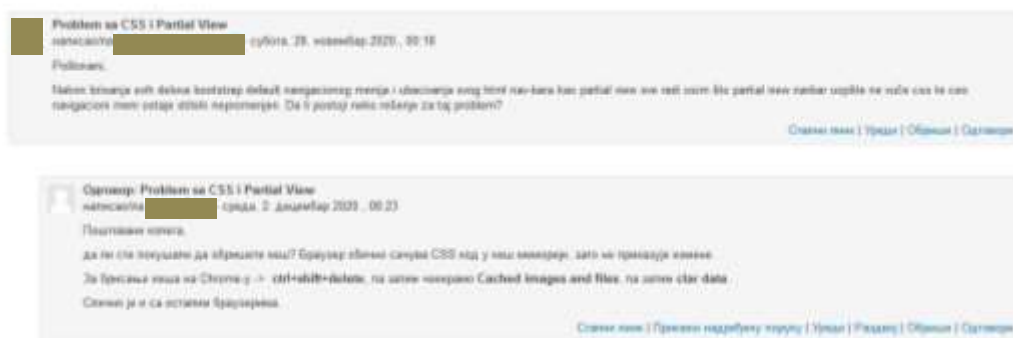 Problem sa CSS i Partial View
написао/ла субота, 28. новембар 2020., 00:16
Poštovani,
Nakon brisanja svih delova bootstrap default navigacionog menija i ubacivanja svog html nav-bara kao partial view sve radi osim što partial view navbar uopšte ne vuče css te ceo
navigacioni meni ostaje stilski nepromenjen. Da li postoji neko rešenje za taj problem?
Стални линк | Уреди | Обриши | Одговори
Одговор: Problem sa CSS i Partial View
написао/ла среда, 2. децембар 2020., 00:23
Поштовани колега,
да ли сте покушали да обришете кеш? Браузер обично сачува CSS код у кеш меморији, зато не приказује измене.
За брисање кеша на Chrome-у -> ctrl+shift+delete, па затим чекирано Cached images and files, па затим clar data.
Слично је и са осталим браузерима.
Стални линк | Прикажи надређену поруку | Уреди | Раздвој | Обриши | Одговори